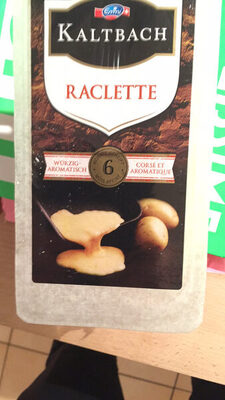 Emmi
KALTBACH
RACLETTE
WÜRZIG-
AROMATISCH
6
CORSÉ ET
AROMATIQUE